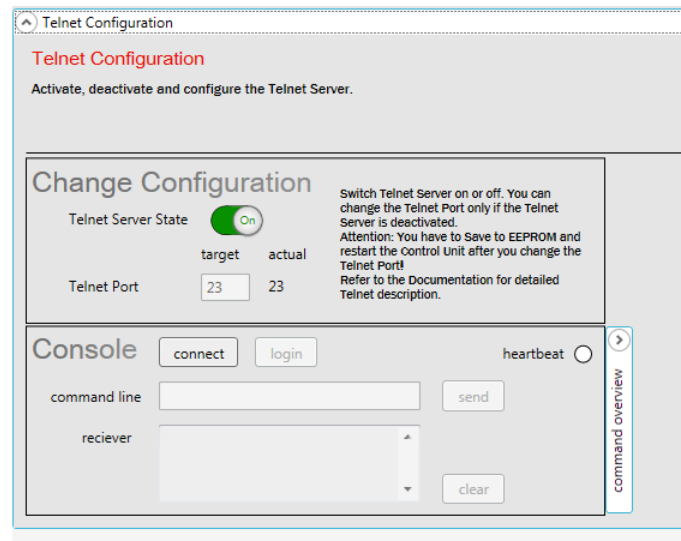 Telnet Configuration
Telnet Configuration
Activate, deactivate and configure the Telnet Server.
Change Configuration
Telnet Server State
On
target actual
Telnet Port 23 23
Switch Telnet Server on or off. You can
change the Telnet Port only if the Telnet
Server is deactivated.
Attention: You have to Save to EEPROM and
restart the Control Unit after you change the
Telnet Port!
Refer to the Documentation for detailed
Telnet description.
Console connect login heartbeat
command line send
reciever
clear
command overview